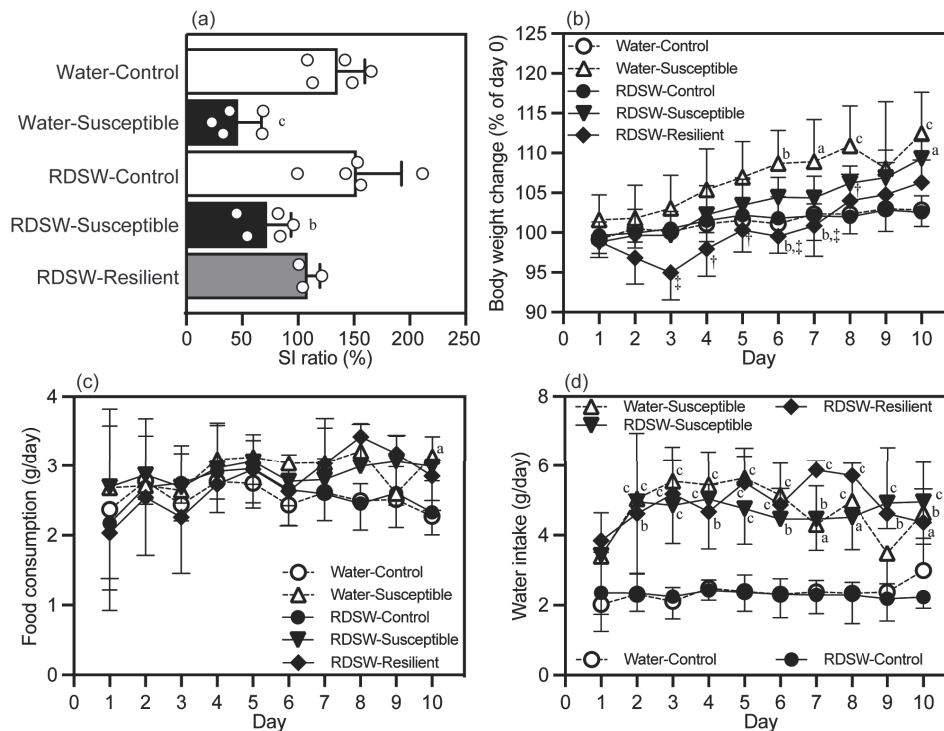 (a)
Water-Control
Water-Susceptible
c
RDSW-Control
RDSW-Susceptible
b
RDSW-Resilient
0 50 100 150 200 250
SI ratio (%)
(b)
Body weight change (% of day 0)
125
120
115
110
105
100
95
90
Water-Control
Water-Susceptible
RDSW-Control
RDSW-Susceptible
RDSW-Resilient
b a c c
a
†
‡ † † b,‡ b,‡
0 1 2 3 4 5 6 7 8 9 10
Day
(c)
Food consumption (g/day)
4
3
2
1
0
a
Water-Control
Water-Susceptible
RDSW-Control
RDSW-Susceptible
RDSW-Resilient
0 1 2 3 4 5 6 7 8 9 10
Day
(d)
Water intake (g/day)
8
6
4
2
0
Water-Susceptible
RDSW-Susceptible
RDSW-Resilient
c c c c c c c c
c c c c c c c
b b b b b b
b a a
Water-Control
RDSW-Control
0 1 2 3 4 5 6 7 8 9 10
Day